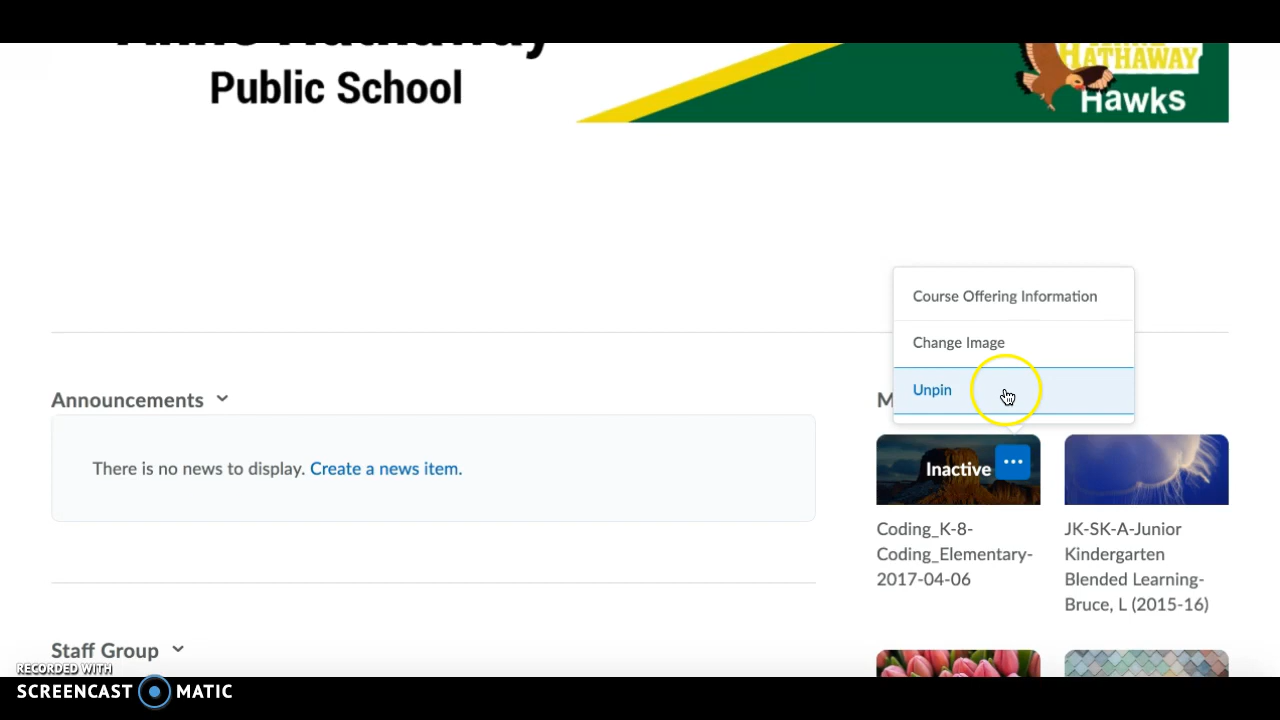 Anne Hathaway
Public School
HATHAWAY
Hawks
Course Offering Information
Change Image
Unpin
Announcements
There is no news to display. Create a news item.
Inactive
Coding_K-8-
Coding_Elementary-
2017-04-06
JK-SK-A-Junior
Kindergarten
Blended Learning-
Bruce, L (2015-16)
Staff Group
RECORDED WITH
SCREENCAST MATIC